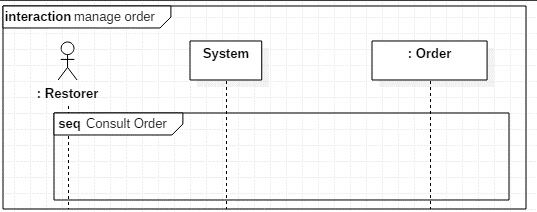 interaction manage order
System
: Order
: Restorer
seq Consult Order